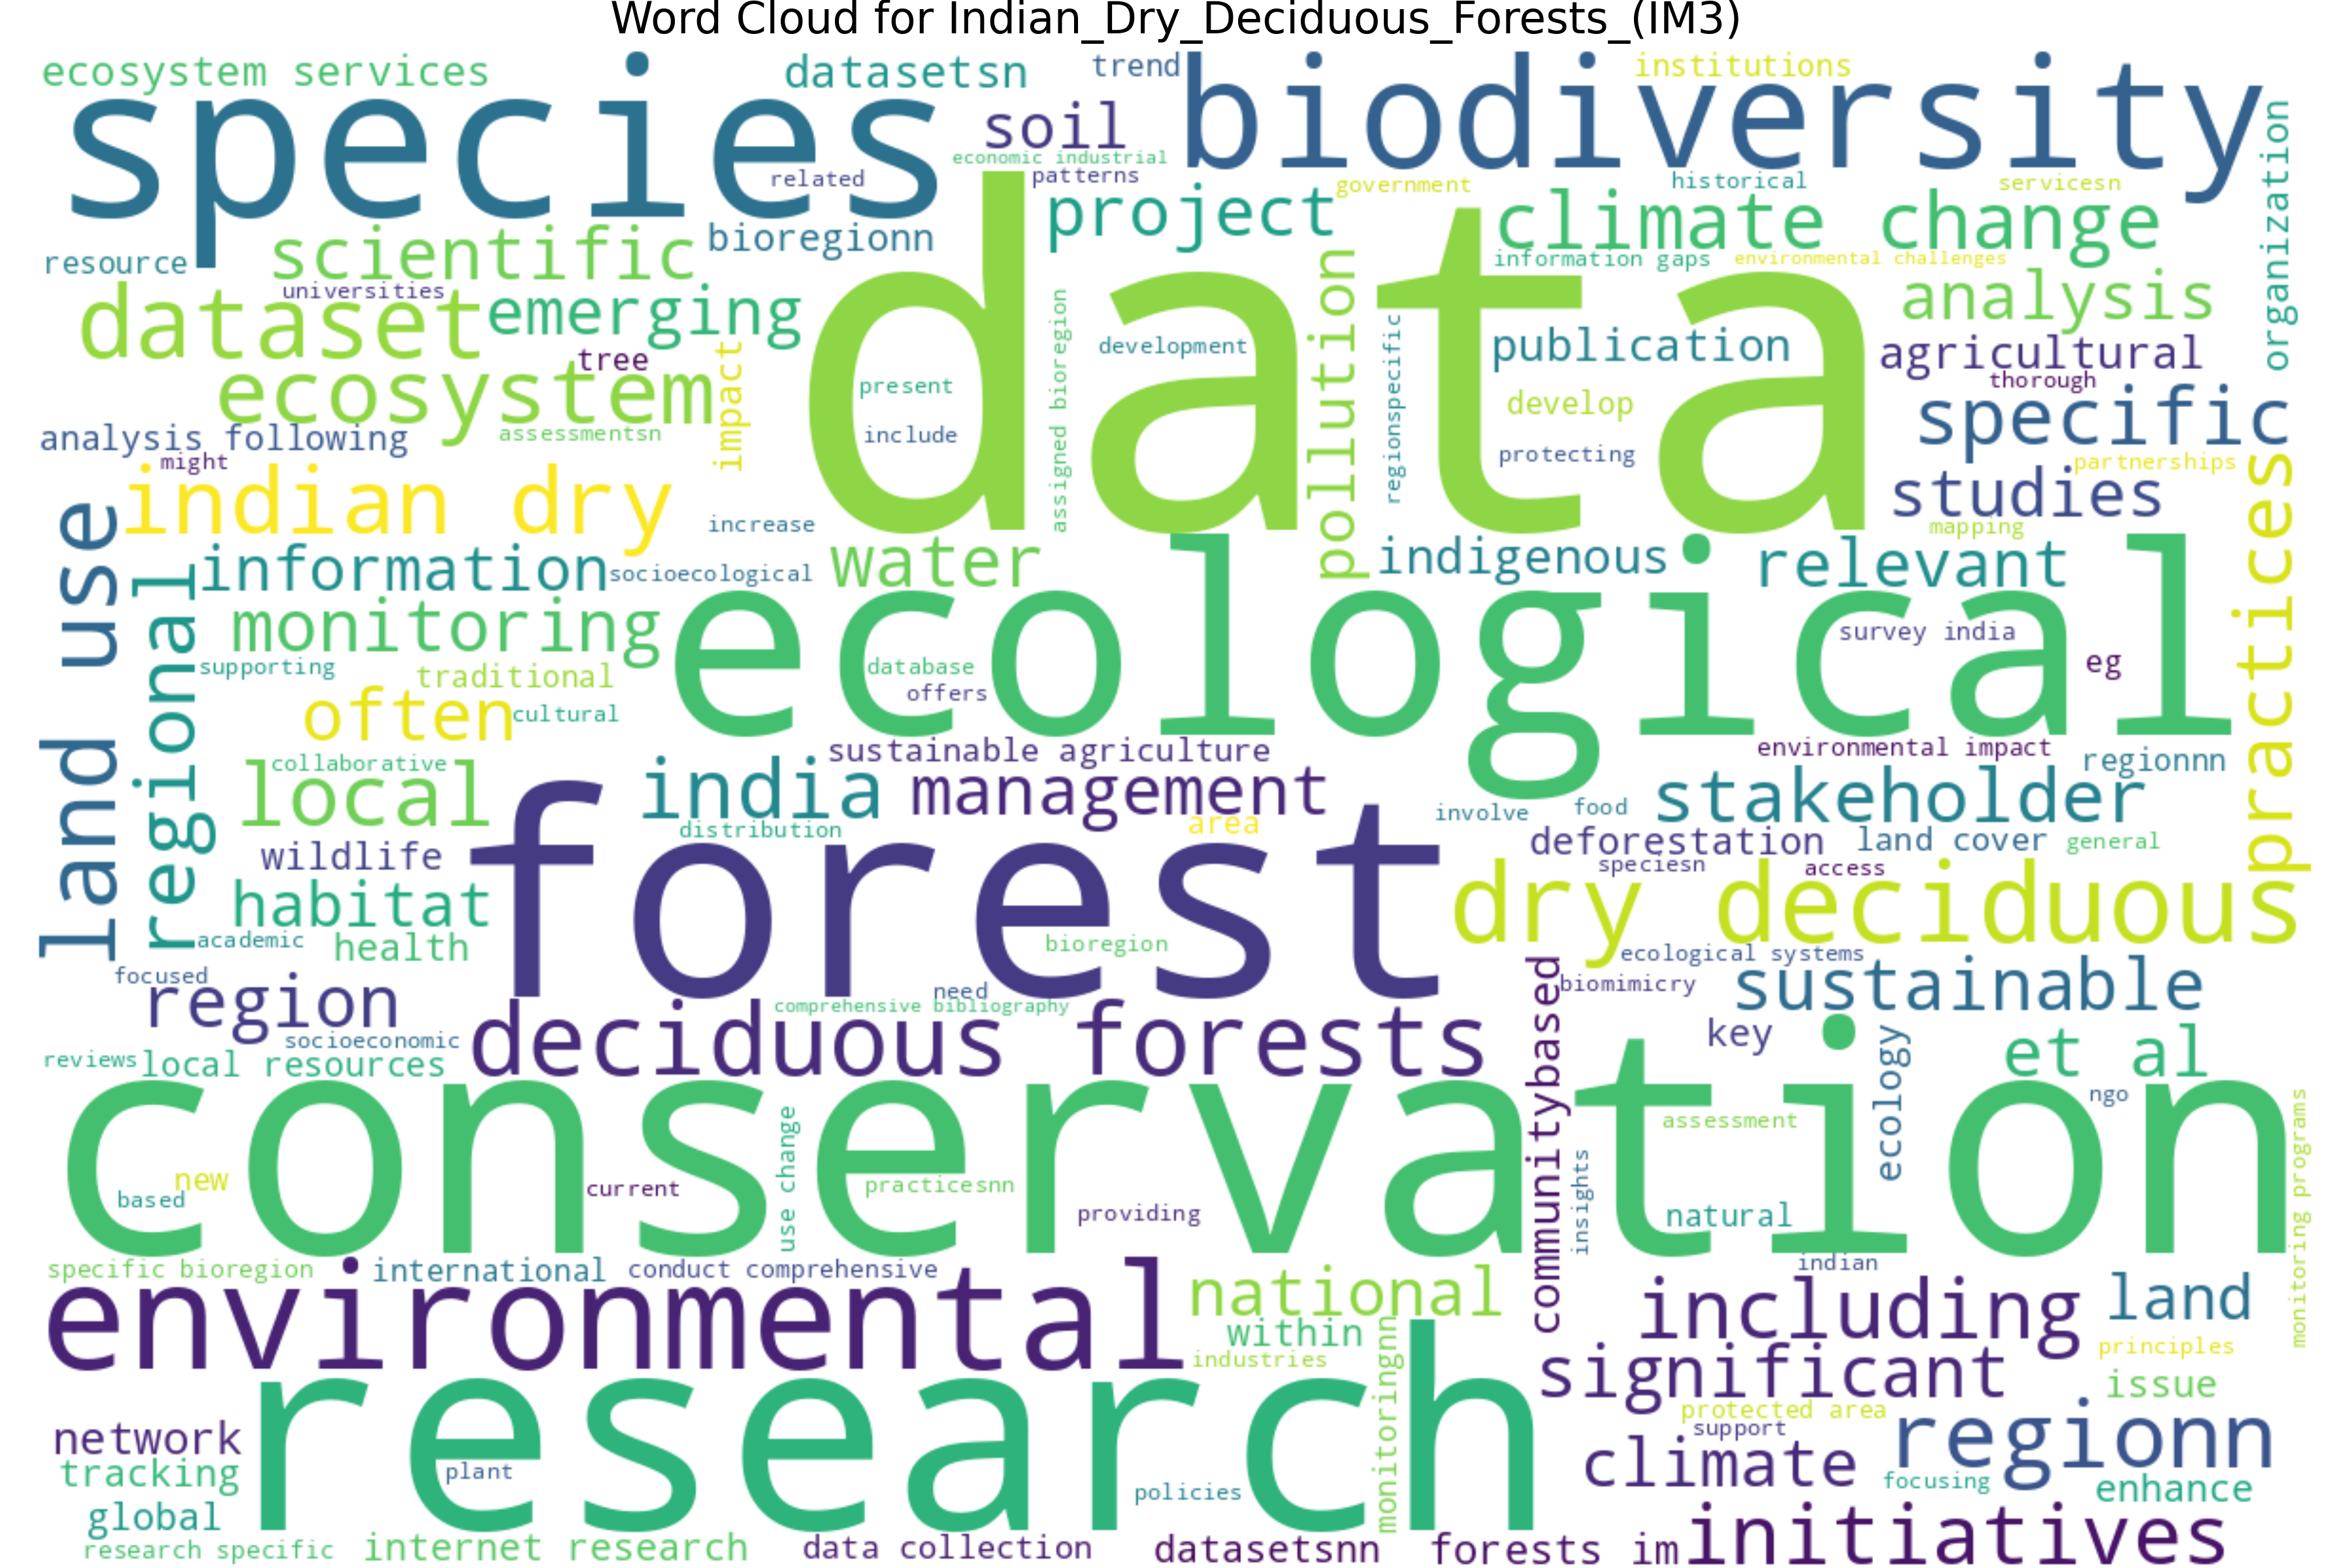 Word Cloud for Indian_Dry_Deciduous_Forests_(IM3)
ecosystem services
datasetsn
trend
institutions
species
biodiversity
soil
economic industrial
related
patterns
government
historical
servicesn
organization
project
climate change
scientific
bioregionn
resource
information gaps
environmental challenges
universities
dataset
emerging
data
pollution
analysis
tree
impact
assigned bioregion
development
regionspecific
publication
agricultural
thorough
ecosystem
present
develop
specific
analysis following
assessmentsn
include
protecting
might
partnerships
indian dry
studies
practices
increase
mapping
land use
regional
information
socioecological
water
indigenous
relevant
monitoring
ecological
survey india
eg
supporting
traditional
database
offers
often
cultural
sustainable agriculture
environmental impact
regionnn
collaborative
local
india
management
stakeholder
involve
food
distribution
area
deforestation
land cover
general
wildlife
forest
speciesn
access
habitat
dry deciduous
academic
health
bioregion
ecological systems
focused
region
need
comprehensive bibliography
communitybased
biomimicry
sustainable
deciduous forests
key
ecology
et al
socioeconomic
reviews
local resources
conservation
use change
assessment
ngo
monitoring programs
new
based
current
practicesnn
providing
insights
natural
specific bioregion
international
conduct comprehensive
indian
environmental
national
including
land
within
industries
monitoringnn
significant
principles
issue
research
protected area
support
regionn
network
tracking
plant
climate
focusing
enhance
policies
global
initiatives
research specific
internet research
data collection
datasetsnn
forests im